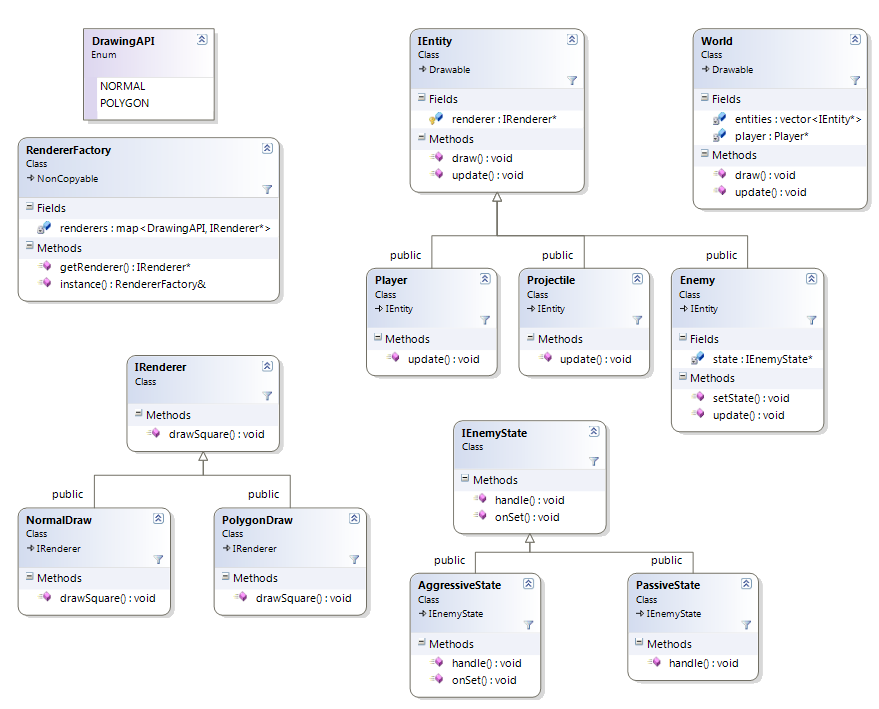 DrawingAPI
Enum
NORMAL
POLYGON
RendererFactory
Class
NonCopyable
Fields
renderers : map<DrawingAPI, IRenderer*>
Methods
getRenderer() : IRenderer*
instance() : RendererFactory&
IEntity
Class
Drawable
Fields
renderer : IRenderer*
Methods
draw() : void
update() : void
World
Class
Drawable
Fields
entities : vector<IEntity*>
player : Player*
Methods
draw() : void
update() : void
public
public
public
Player
Class
IEntity
Methods
update() : void
Projectile
Class
IEntity
Methods
update() : void
Enemy
Class
IEntity
Fields
state : IEnemyState*
Methods
setState() : void
update() : void
IRenderer
Class
Methods
drawSquare() : void
public
public
NormalDraw
Class
IRenderer
Methods
drawSquare() : void
PolygonDraw
Class
IRenderer
Methods
drawSquare() : void
IEnemyState
Class
Methods
handle() : void
onSet() : void
public
public
AggressiveState
Class
IEnemyState
Methods
handle() : void
onSet() : void
PassiveState
Class
IEnemyState
Methods
handle() : void